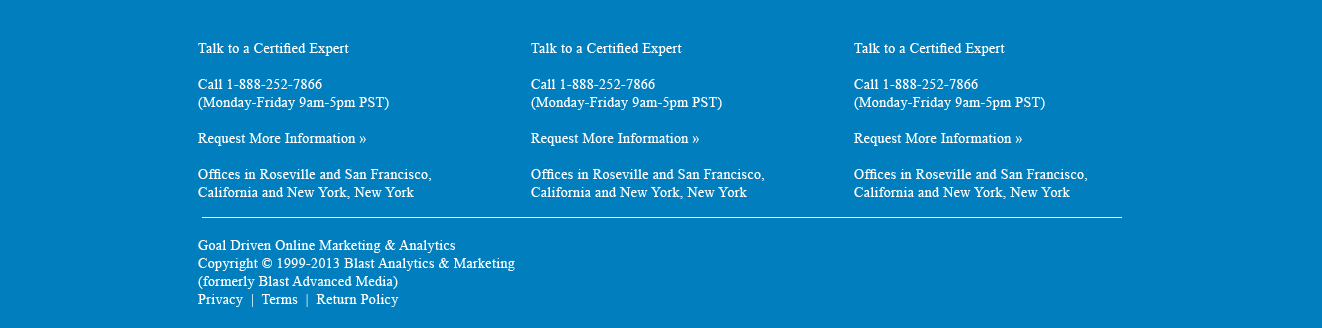 Talk to a Certified Expert
Call 1-888-252-7866
(Monday-Friday 9am-5pm PST)
Request More Information »
Offices in Roseville and San Francisco,
California and New York, New York
Talk to a Certified Expert
Call 1-888-252-7866
(Monday-Friday 9am-5pm PST)
Request More Information »
Offices in Roseville and San Francisco,
California and New York, New York
Talk to a Certified Expert
Call 1-888-252-7866
(Monday-Friday 9am-5pm PST)
Request More Information »
Offices in Roseville and San Francisco,
California and New York, New York
Goal Driven Online Marketing & Analytics
Copyright © 1999-2013 Blast Analytics & Marketing
(formerly Blast Advanced Media)
Privacy | Terms | Return Policy